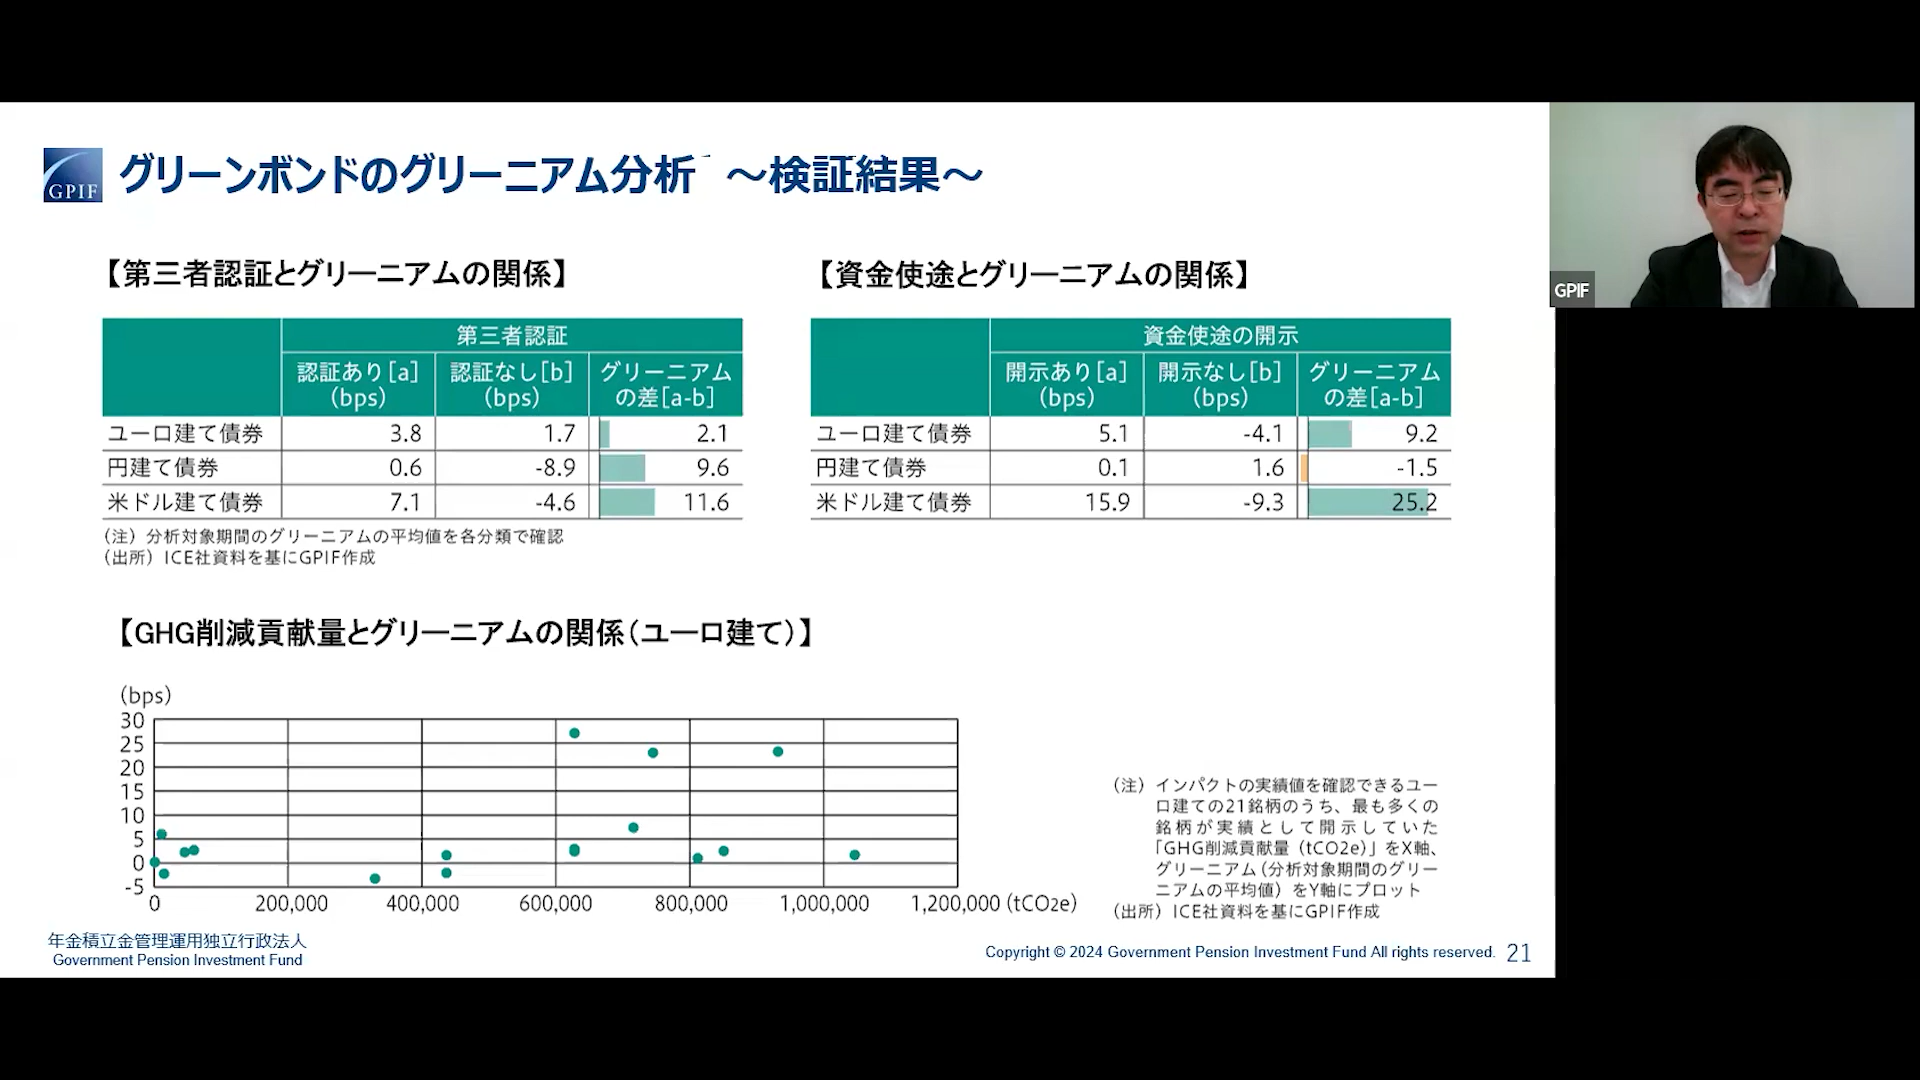 GPIF
グリーンボンドのグリーニアム分析 ～検証結果～
GPIF
【第三者認証とグリーニアムの関係】
第三者認証
認証あり[a] (bps)
認証なし[b] (bps)
グリーニアムの差[a-b]
ユーロ建て債券 3.8 1.7 2.1
円建て債券 0.6 -8.9 9.6
米ドル建て債券 7.1 -4.6 11.6
（注）分析対象期間のグリーニアムの平均値を各分類で確認
（出所）ICE社資料を基にGPIF作成
【資金使途とグリーニアムの関係】
資金使途の開示
開示あり[a] (bps)
開示なし[b] (bps)
グリーニアムの差[a-b]
ユーロ建て債券 5.1 -4.1 9.2
円建て債券 0.1 1.6 -1.5
米ドル建て債券 15.9 -9.3 25.2
【GHG削減貢献量とグリーニアムの関係（ユーロ建て）】
(bps)
30
25
20
15
10
5
0
-5
0 200,000 400,000 600,000 800,000 1,000,000 1,200,000 (tCO2e)
（注）インパクトの実績値を確認できるユー
ロ建ての21銘柄のうち、最も多くの
銘柄が実績として開示していた
「GHG削減貢献量（tCO2e）」をX軸、
グリーニアム（分析対象期間のグリー
ニアムの平均値）をY軸にプロット
（出所）ICE社資料を基にGPIF作成
年金積立金管理運用独立行政法人
Government Pension Investment Fund
Copyright © 2024 Government Pension Investment Fund All rights reserved. 21